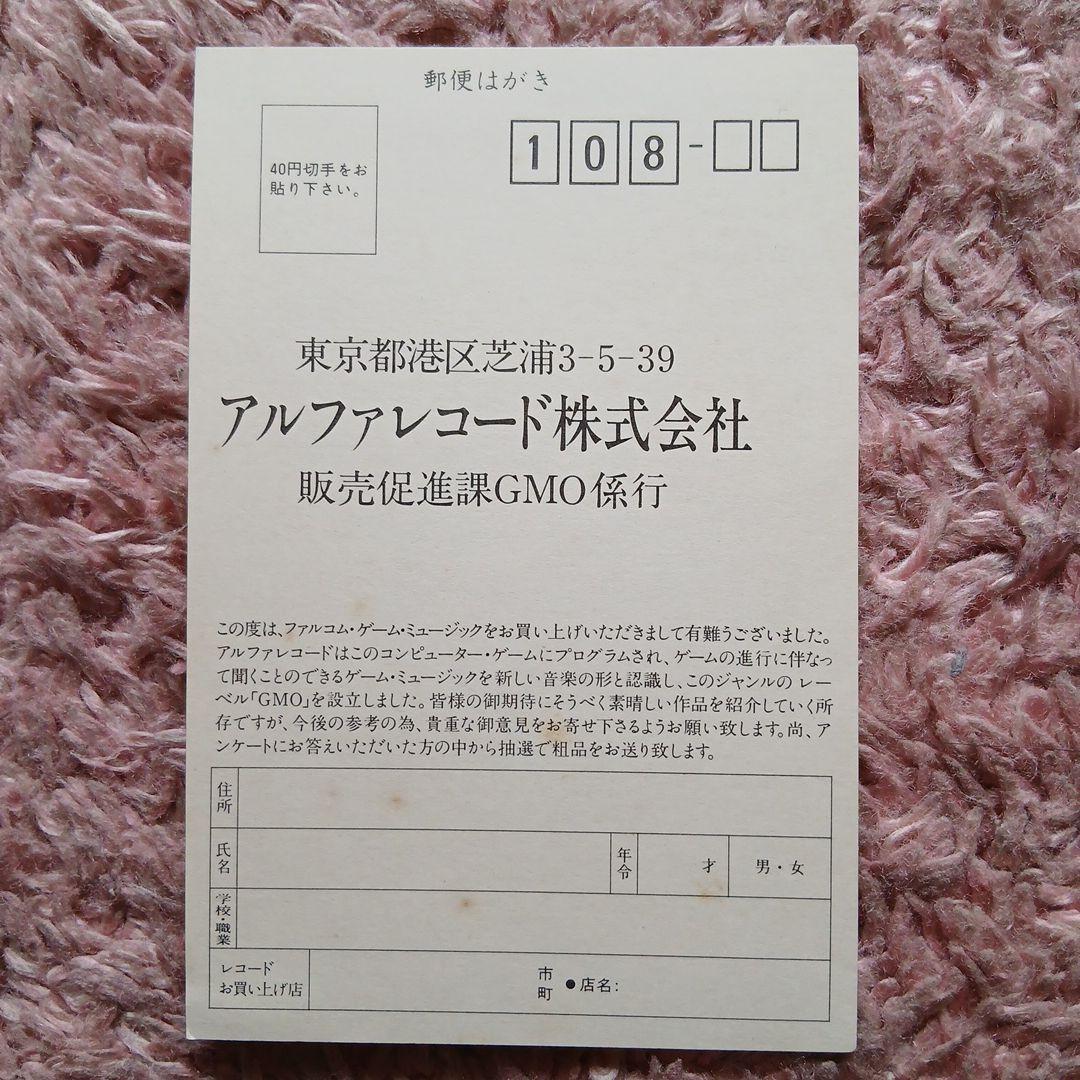 郵便はがき
40円切手をお
貼り下さい。
108-
東京都港区芝浦3-5-39
アルファレコード株式会社
販売促進課GMO係行
この度は、ファルコム・ゲーム・ミュージックをお買い上げいただきまして有難うございました。
アルファレコードはこのコンピューター・ゲームにプログラムされ、ゲームの進行に伴なっ
て聞くことのできるゲーム・ミュージックを新しい音楽の形と認識し、このジャンルの レー
ベル「GMO」を設立しました。皆様の御期待にそうべく素晴しい作品を紹介していく所
存ですが、今後の参考の為、貴重な御意見をお寄せ下さるようお願い致します。尚、ア
ンケートにお答えいただいた方の中から抽選で粗品をお送り致します。
住所
氏名
年令
才
男・女
学校・職業
レコード
お買い上げ店
市
町
●店名: